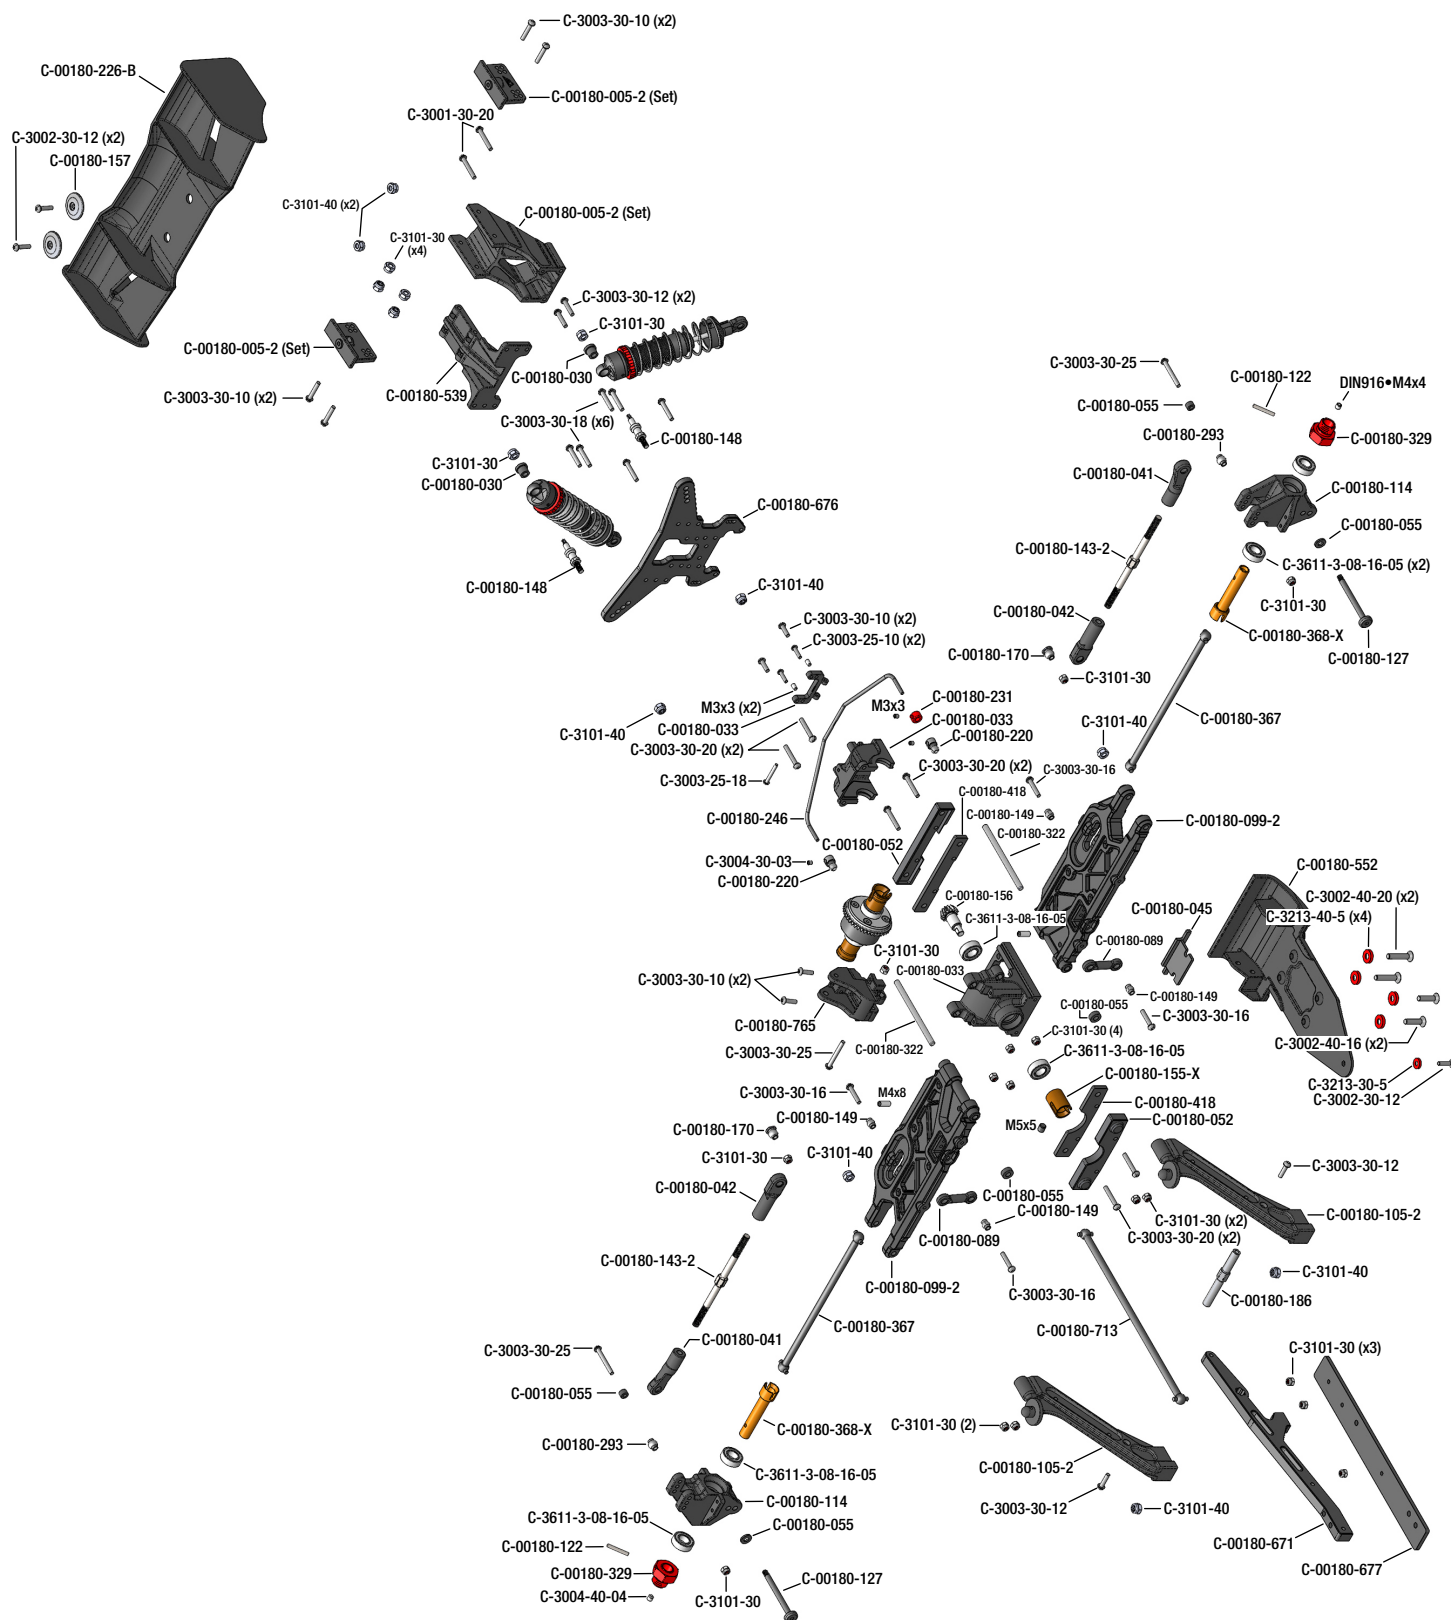 C-3003-30-10 (x2)
C-00180-226-B
C-00180-005-2 (Set)
C-3001-30-20
C-3002-30-12 (x2)
C-00180-157
C-3101-40 (x2)
C-00180-005-2 (Set)
C-3101-30
(x4)
C-3003-30-12 (x2)
C-3101-30
C-00180-005-2 (Set)
C-00180-030
C-00180-539
C-3003-30-10 (x2)
C-3003-30-18 (x6)
C-00180-148
C-3101-30
C-00180-030
C-00180-676
C-00180-148
C-3101-40
C-3003-30-25
C-00180-122
DIN916•M4x4
C-00180-055
C-00180-293
C-00180-329
C-00180-041
C-00180-114
C-00180-055
C-00180-143-2
C-3611-3-08-16-05 (x2)
C-3101-30
C-00180-042
C-00180-368-X
C-00180-170
C-00180-127
C-3101-30
C-00180-367
C-3003-30-10 (x2)
C-3003-25-10 (x2)
M3x3 (x2)
C-00180-033
C-3101-40
C-3003-30-20 (x2)
C-3003-25-18
C-00180-231
M3x3
C-00180-033
C-00180-220
C-3101-40
C-3003-30-20 (x2)
C-3003-30-16
C-00180-418
C-00180-149
C-00180-322
C-00180-246
C-00180-052
C-00180-099-2
C-3004-30-03
C-00180-220
C-00180-552
C-00180-156
C-3611-3-08-16-05
C-3002-40-20 (x2)
C-3213-40-5 (x4)
C-00180-045
C-00180-089
C-3101-30
C-00180-033
C-3003-30-10 (x2)
C-00180-055
C-00180-149
C-3003-30-16
C-00180-765
C-3101-30 (4)
C-00180-322
C-3003-30-25
C-3611-3-08-16-05
C-3002-40-16 (x2)
C-00180-155-X
C-3213-30-5
C-3002-30-12
C-3003-30-16
M4x8
C-00180-149
C-00180-418
C-00180-170
M5x5
C-00180-052
C-3101-30
C-3101-40
C-3003-30-12
C-00180-042
C-00180-055
C-00180-149
C-00180-105-2
C-3101-30 (x2)
C-3003-30-20 (x2)
C-00180-089
C-00180-143-2
C-00180-099-2
C-3003-30-16
C-3101-40
C-00180-186
C-00180-367
C-00180-713
C-00180-041
C-3003-30-25
C-3101-30 (x3)
C-00180-055
C-00180-368-X
C-3101-30 (2)
C-00180-293
C-3611-3-08-16-05
C-00180-105-2
C-00180-114
C-3003-30-12
C-3101-40
C-3611-3-08-16-05
C-00180-055
C-00180-122
C-00180-671
C-00180-329
C-00180-677
C-00180-127
C-3004-40-04
C-3101-30